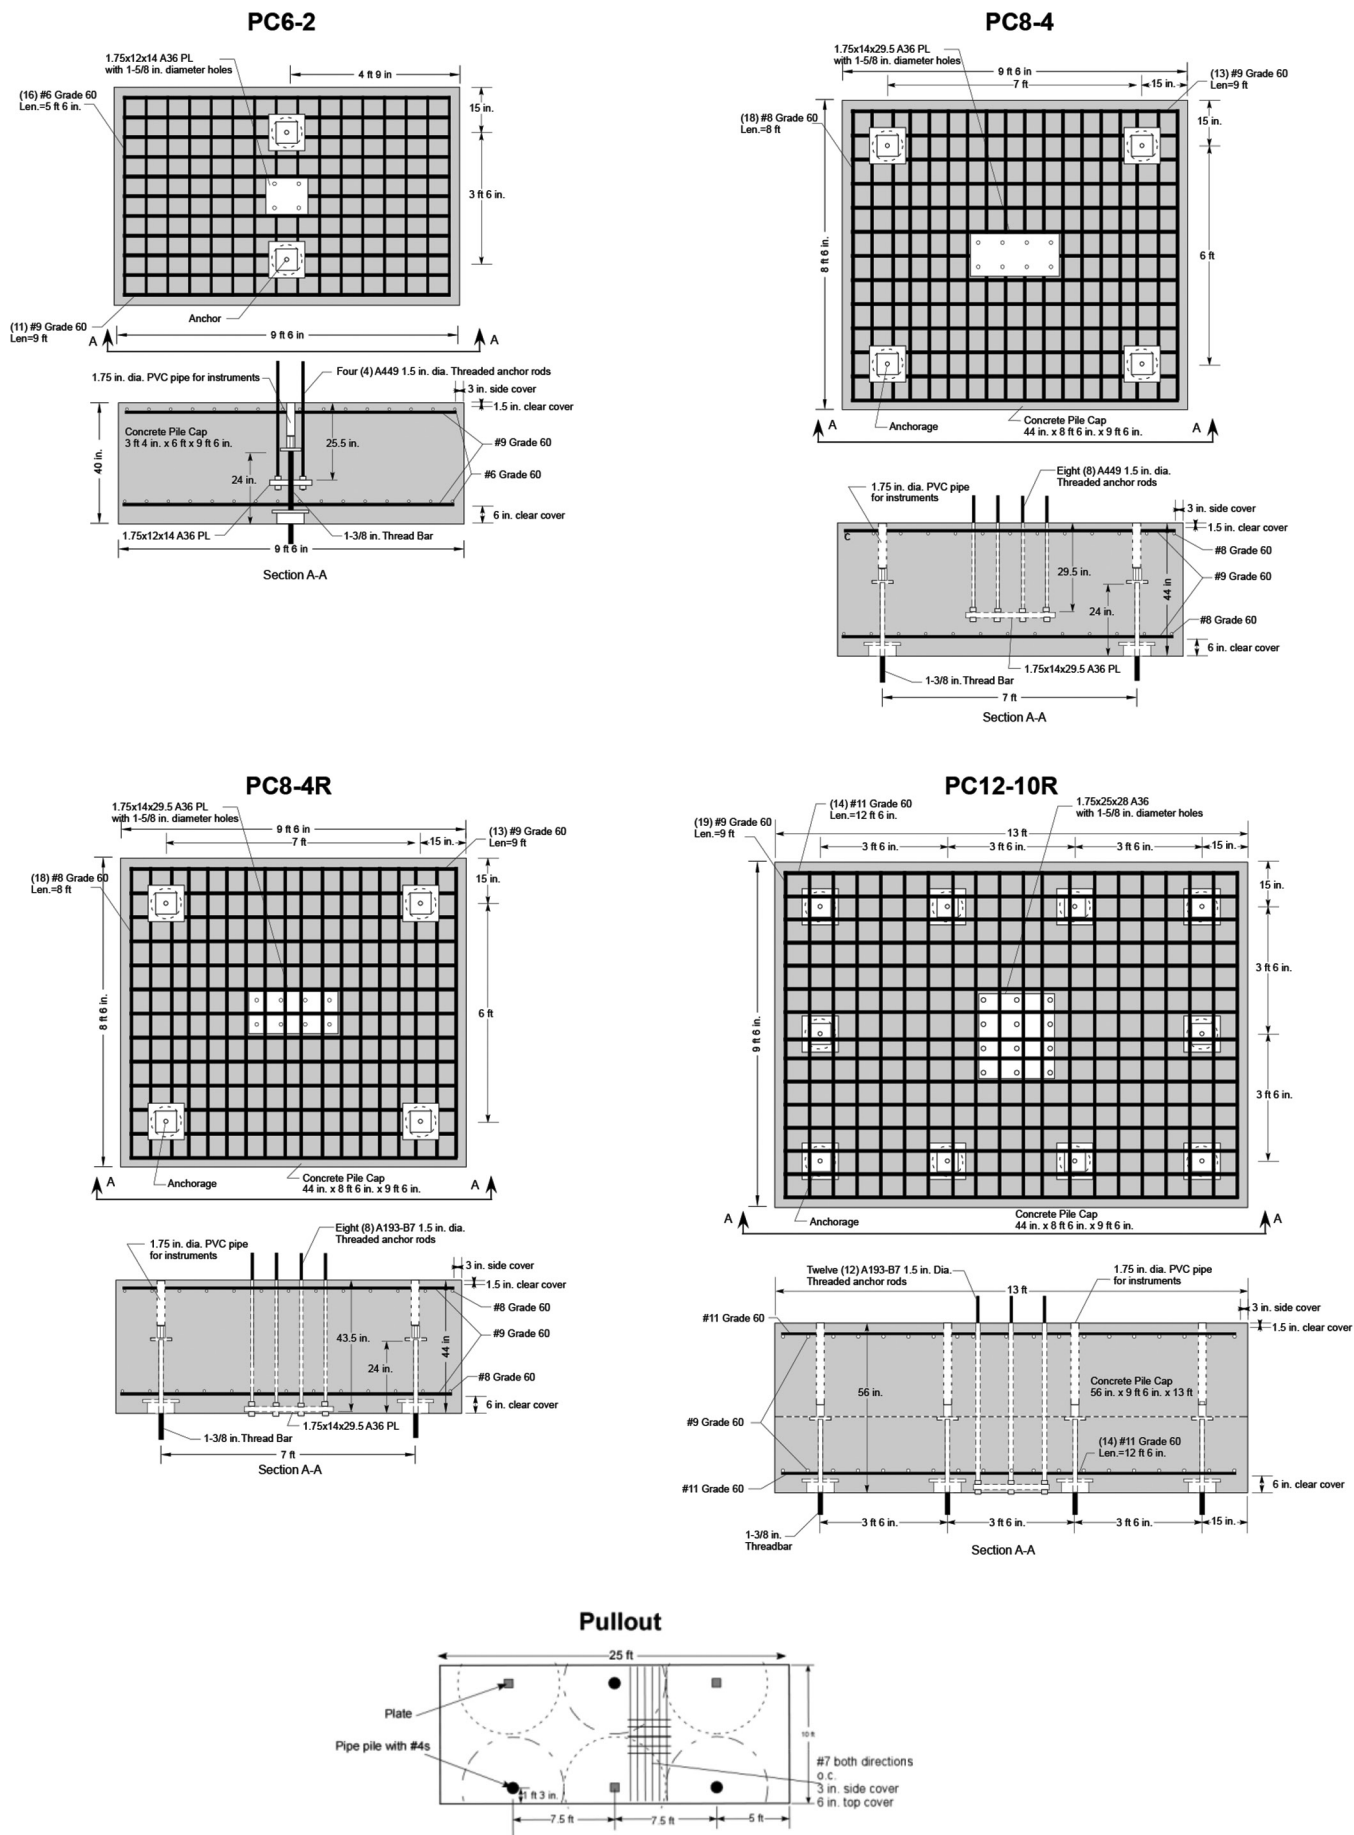 PC6-2
1.75x12x14 A36 PL
with 1-5/8 in. diameter holes
4 ft 9 in
(16) #6 Grade 60
Len.=5 ft 6 in.
15 in.
3 ft 6 in.
Anchor
(11) #9 Grade 60
Len=9 ft
A
9 ft 6 in
A
1.75 in. dia. PVC pipe for instruments
Four (4) A449 1.5 in. dia. Threaded anchor rods
3 in. side cover
1.5 in. clear cover
Concrete Pile Cap
3 ft 4 in. x 6 ft x 9 ft 6 in.
40 in.
25.5 in.
24 in.
#9 Grade 60
#6 Grade 60
6 in. clear cover
1.75x12x14 A36 PL
1-3/8 in. Thread Bar
9 ft 6 in
Section A-A
PC8-4
1.75x14x29.5 A36 PL
with 1-5/8 in. diameter holes
9 ft 6 in
7 ft
15 in.
(13) #9 Grade 60
Len=9 ft
(18) #8 Grade 60
Len.=8 ft
15 in.
8 ft 6 in.
6 ft
Anchorage
Concrete Pile Cap
44 in. x 8 ft 6 in. x 9 ft 6 in.
A
A
1.75 in. dia. PVC pipe
for instruments
Eight (8) A449 1.5 in. dia.
Threaded anchor rods
3 in. side cover
1.5 in. clear cover
C
#8 Grade 60
29.5 in.
44 in
#9 Grade 60
24 in.
#8 Grade 60
6 in. clear cover
1.75x14x29.5 A36 PL
1-3/8 in. Thread Bar
7 ft
Section A-A
PC8-4R
1.75x14x29.5 A36 PL
with 1-5/8 in. diameter holes
9 ft 6 in
7 ft
15 in.
(13) #9 Grade 60
Len=9 ft
(18) #8 Grade 60
Len.=8 ft
15 in.
8 ft 6 in.
6 ft
Anchorage
Concrete Pile Cap
44 in. x 8 ft 6 in. x 9 ft 6 in.
A
A
1.75 in. dia. PVC pipe
for instruments
Eight (8) A193-B7 1.5 in. dia.
Threaded anchor rods
3 in. side cover
1.5 in. clear cover
#8 Grade 60
43.5 in.
44 in
#9 Grade 60
24 in.
#8 Grade 60
6 in. clear cover
1.75x14x29.5 A36 PL
1-3/8 in. Thread Bar
7 ft
Section A-A
PC12-10R
(14) #11 Grade 60
Len.=12 ft 6 in.
1.75x25x28 A36
with 1-5/8 in. diameter holes
(19) #9 Grade 60
Len.=9 ft
13 ft
3 ft 6 in.
3 ft 6 in.
3 ft 6 in.
15 in.
15 in.
3 ft 6 in.
9 ft 6 in.
3 ft 6 in.
Anchorage
Concrete Pile Cap
44 in. x 8 ft 6 in. x 9 ft 6 in.
A
A
Twelve (12) A193-B7 1.5 in. Dia.
Threaded anchor rods
1.75 in. dia. PVC pipe
for instruments
13 ft
3 in. side cover
#11 Grade 60
1.5 in. clear cover
56 in.
Concrete Pile Cap
56 in. x 9 ft 6 in. x 13 ft
#9 Grade 60
(14) #11 Grade 60
Len.=12 ft 6 in.
#11 Grade 60
6 in. clear cover
1-3/8 in.
Threadbar
3 ft 6 in.
3 ft 6 in.
3 ft 6 in.
15 in.
Section A-A
Pullout
25 ft
Plate
Pipe pile with #4s
10 ft
1 ft 3 in.
#7 both directions
o.c.
3 in. side cover
6 in. top cover
7.5 ft
7.5 ft
5 ft